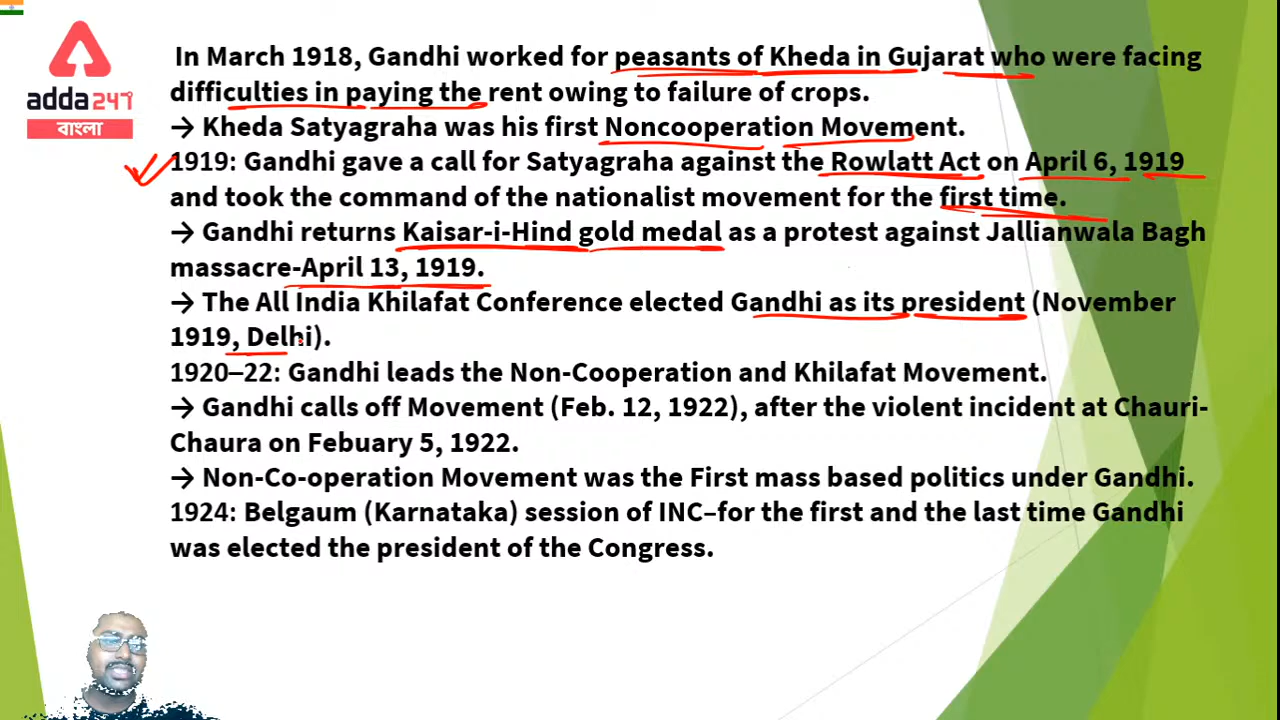 In March 1918, Gandhi worked for peasants of Kheda in Gujarat who were facing
difficulties in paying the rent owing to failure of crops.
→ Kheda Satyagraha was his first Noncooperation Movement.
1919: Gandhi gave a call for Satyagraha against the Rowlatt Act on April 6, 1919
and took the command of the nationalist movement for the first time.
→ Gandhi returns Kaisar-i-Hind gold medal as a protest against Jallianwala Bagh
massacre-April 13, 1919.
→ The All India Khilafat Conference elected Gandhi as its president (November
1919, Delhi).
1920–22: Gandhi leads the Non-Cooperation and Khilafat Movement.
→ Gandhi calls off Movement (Feb. 12, 1922), after the violent incident at Chauri-
Chaura on Febuary 5, 1922.
→ Non-Co-operation Movement was the First mass based politics under Gandhi.
1924: Belgaum (Karnataka) session of INC–for the first and the last time Gandhi
was elected the president of the Congress.
adda247
বাংলা